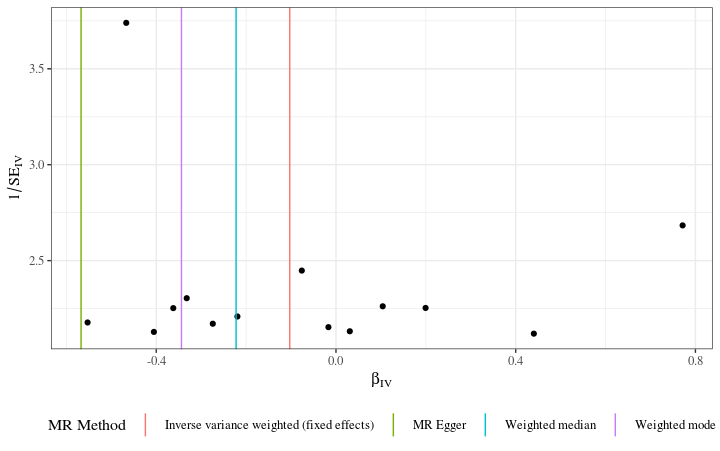 3.5
3.0
2.5
1/SE_IV
-0.4 0.0 0.4 0.8
β_IV
MR Method Inverse variance weighted (fixed effects) MR Egger Weighted median Weighted mode